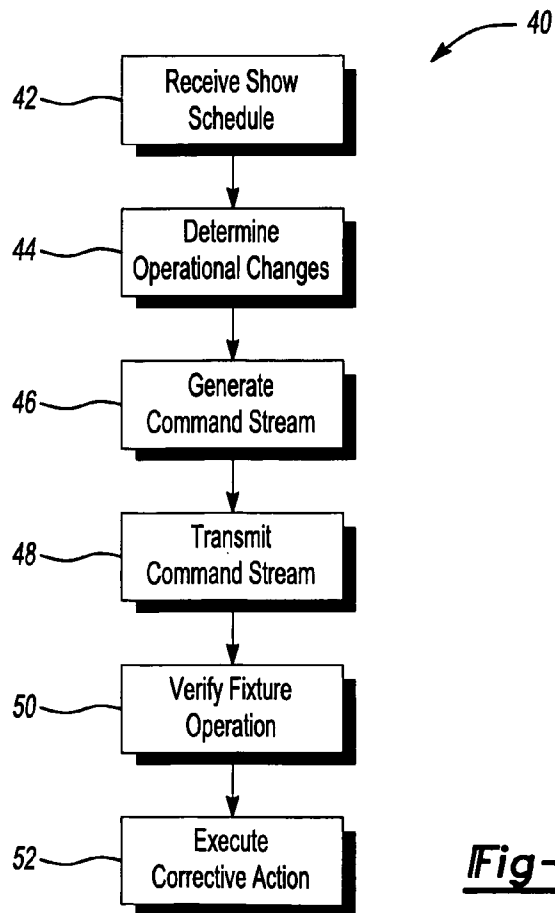 40
42
Receive Show
Schedule
44
Determine
Operational Changes
46
Generate
Command Stream
48
Transmit
Command Stream
50
Verify Fixture
Operation
52
Execute
Corrective Action
Fig-